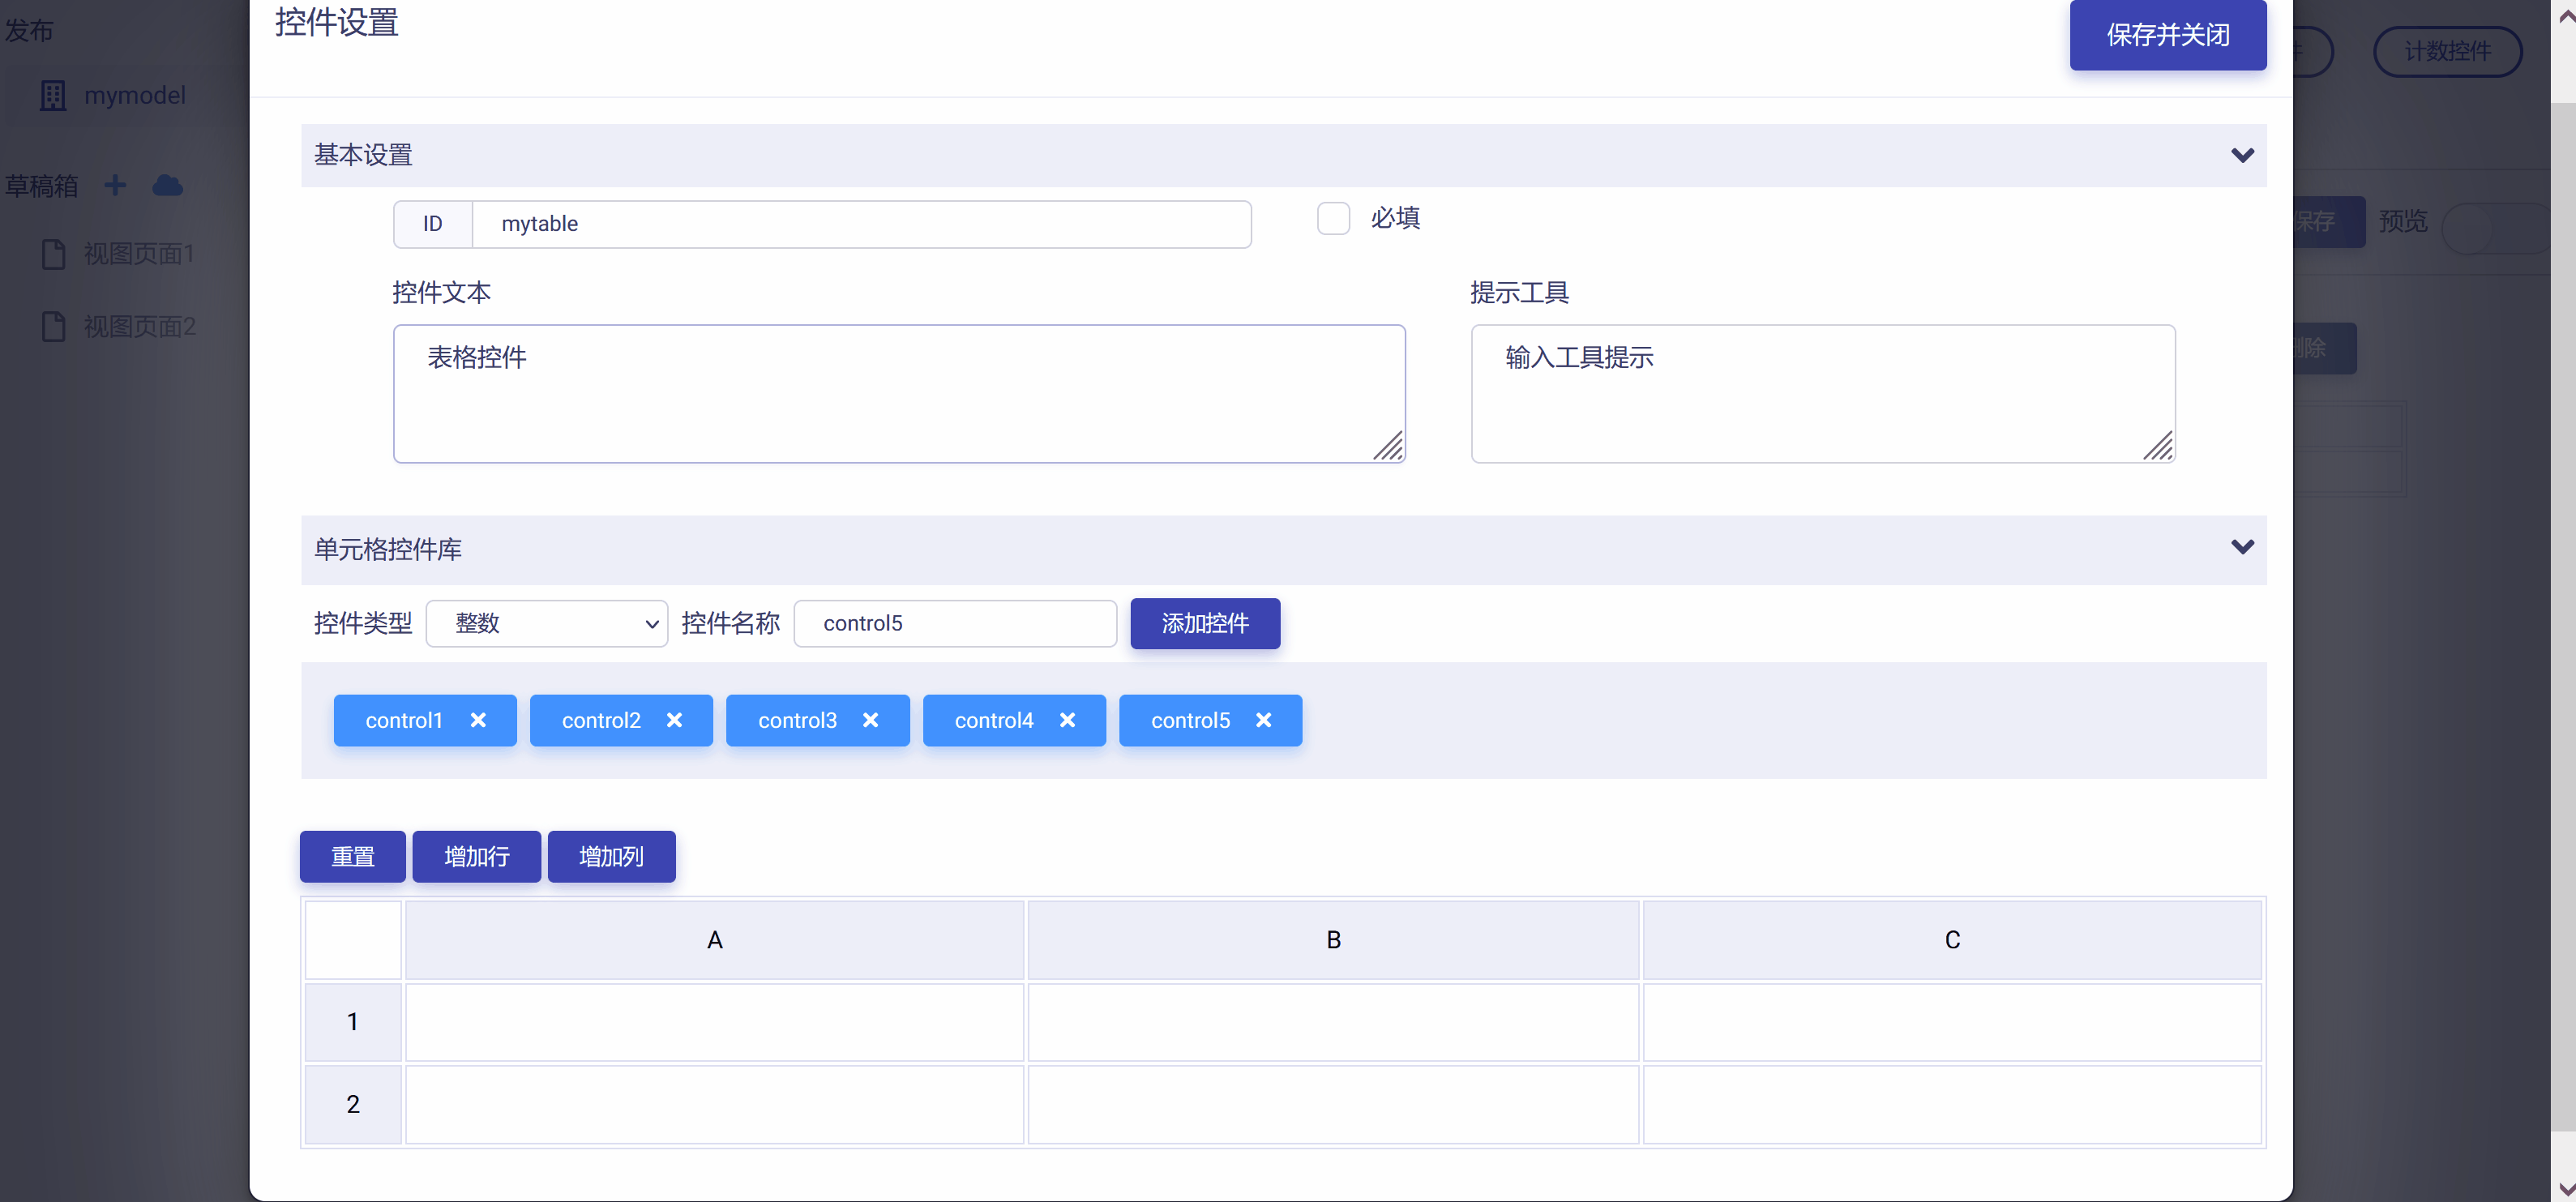 发布
mymodel
草稿箱
视图页面1
视图页面2
控件设置
保存并关闭
件
计数控件
保存
预览
删除
基本设置
ID
mytable
必填
控件文本
提示工具
表格控件
输入工具提示
单元格控件库
控件类型
整数
控件名称
control5
添加控件
control1
control2
control3
control4
control5
重置
增加行
增加列
A
B
C
1
2